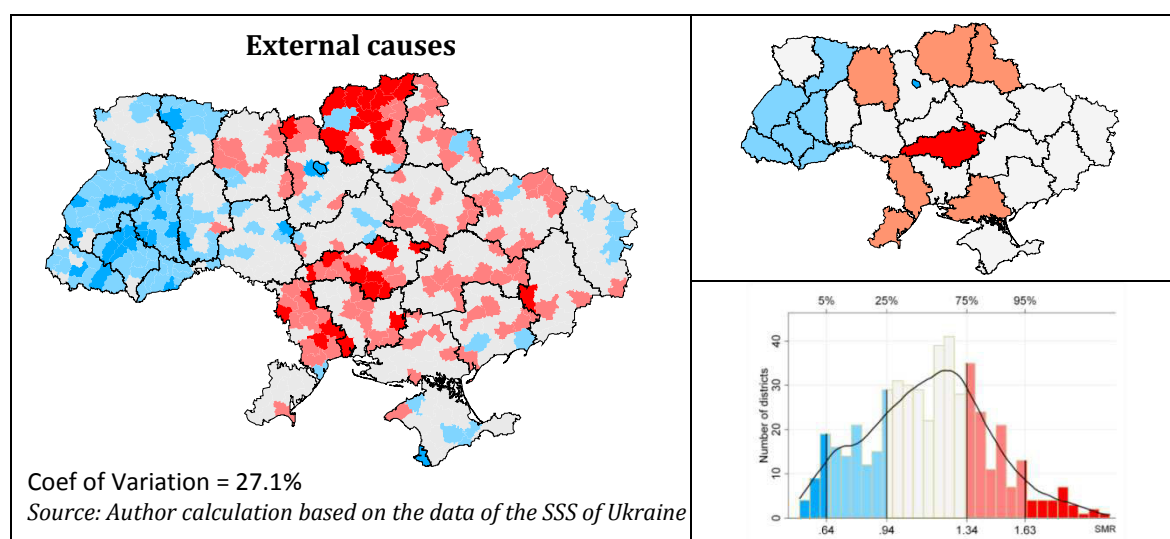 External causes
Coef of Variation = 27.1%
Source: Author calculation based on the data of the SSS of Ukraine
5% 25% 75% 95%
Number of districts
40
30
20
10
0
.64 .94 1.34 1.63 SMR